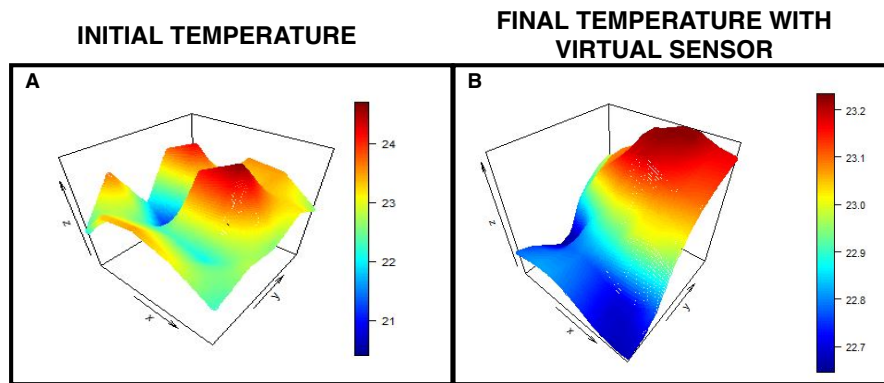 INITIAL TEMPERATURE
FINAL TEMPERATURE WITH
VIRTUAL SENSOR
A
24
23
22
21
z
x
y
B
23.2
23.1
23.0
22.9
22.8
22.7
z
x
y